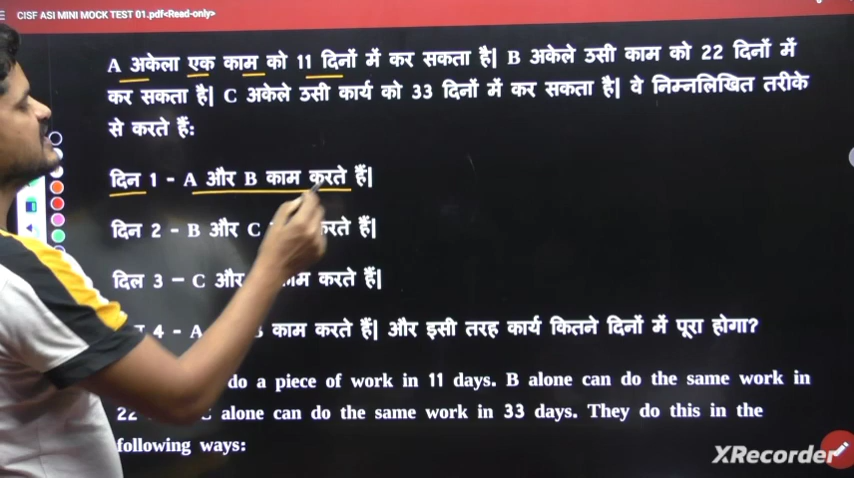 CISF ASI MINI MOCK TEST 01.pdf<Read-only>
A अकेला एक काम को 11 दिनों में कर सकता है| B अकेले उसी काम को 22 दिनों में
कर सकता है| C अकेले उसी कार्य को 33 दिनों में कर सकता है| वे निम्नलिखित तरीके
से करते हैं:
दिन 1 - A और B काम करते हैं|
दिन 2 - B और C करते हैं|
दिल 3 – C और करते हैं|
4 - A काम करते हैं| और इसी तरह कार्य कितने दिनों में पूरा होगा?
do a piece of work in 11 days. B alone can do the same work in
22 alone can do the same work in 33 days. They do this in the
following ways:
XRecorder